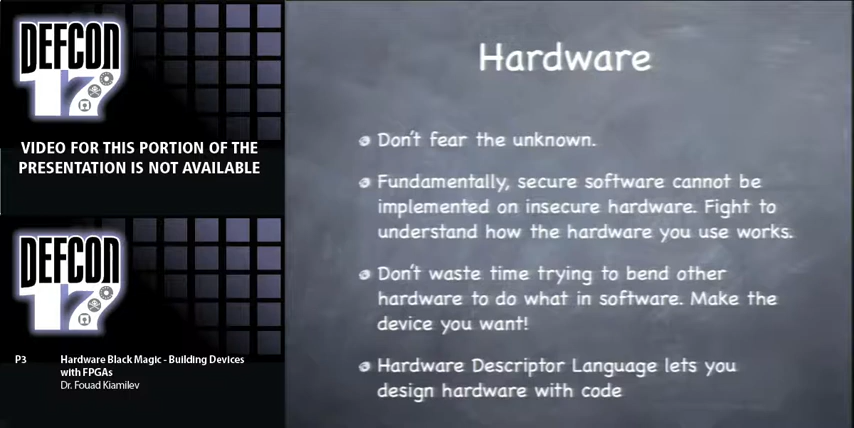 DEFCON
17
VIDEO FOR THIS PORTION OF THE
PRESENTATION IS NOT AVAILABLE
DEFCON
17
P3 Hardware Black Magic - Building Devices
with FPGAs
Dr. Fouad Kiamilev
Hardware
Don't fear the unknown.
Fundamentally, secure software cannot be
implemented on insecure hardware. Fight to
understand how the hardware you use works.
Don't waste time trying to bend other
hardware to do what in software. Make the
device you want!
Hardware Descriptor Language lets you
design hardware with code